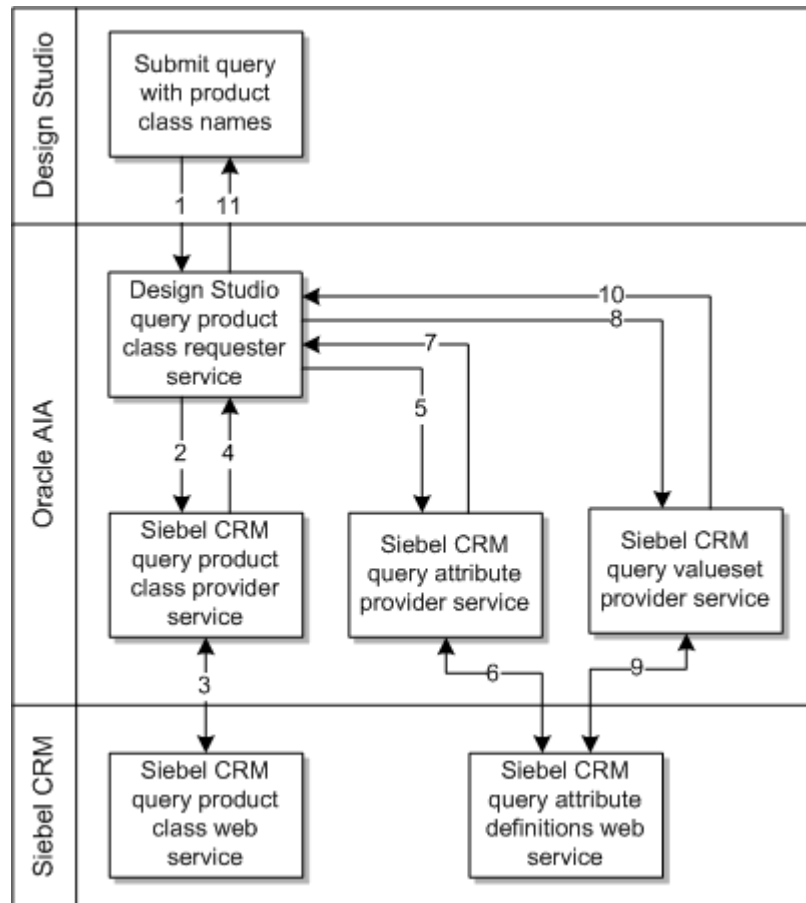 Design Studio
Submit query
with product
class names
1
11
Oracle AIA
Design Studio
query product
class requester
service
10
8
7
5
2
4
Siebel CRM
query product
class provider
service
Siebel CRM
query attribute
provider service
Siebel CRM
query valueset
provider service
3
6
9
Siebel CRM
Siebel CRM
query product
class web
service
Siebel CRM
query attribute
definitions web
service